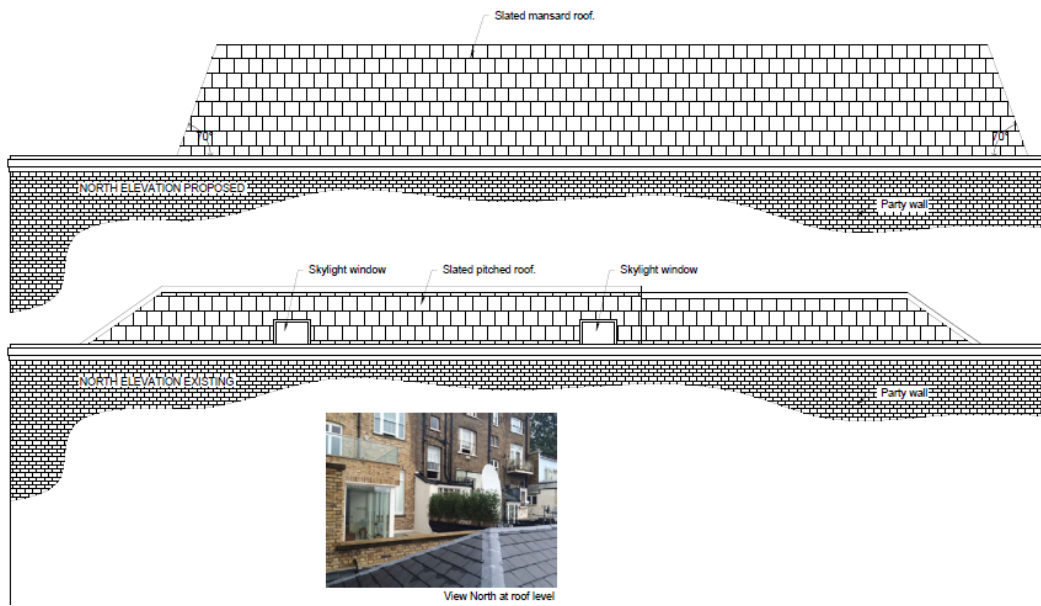 Slated mansard roof.
70°
70°
NORTH ELEVATION PROPOSED
Party wall
Skylight window
Slated pitched roof.
Skylight window
NORTH ELEVATION EXISTING
Party wall
View North at roof level